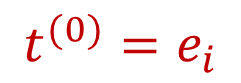 t^{(0)} = e_i